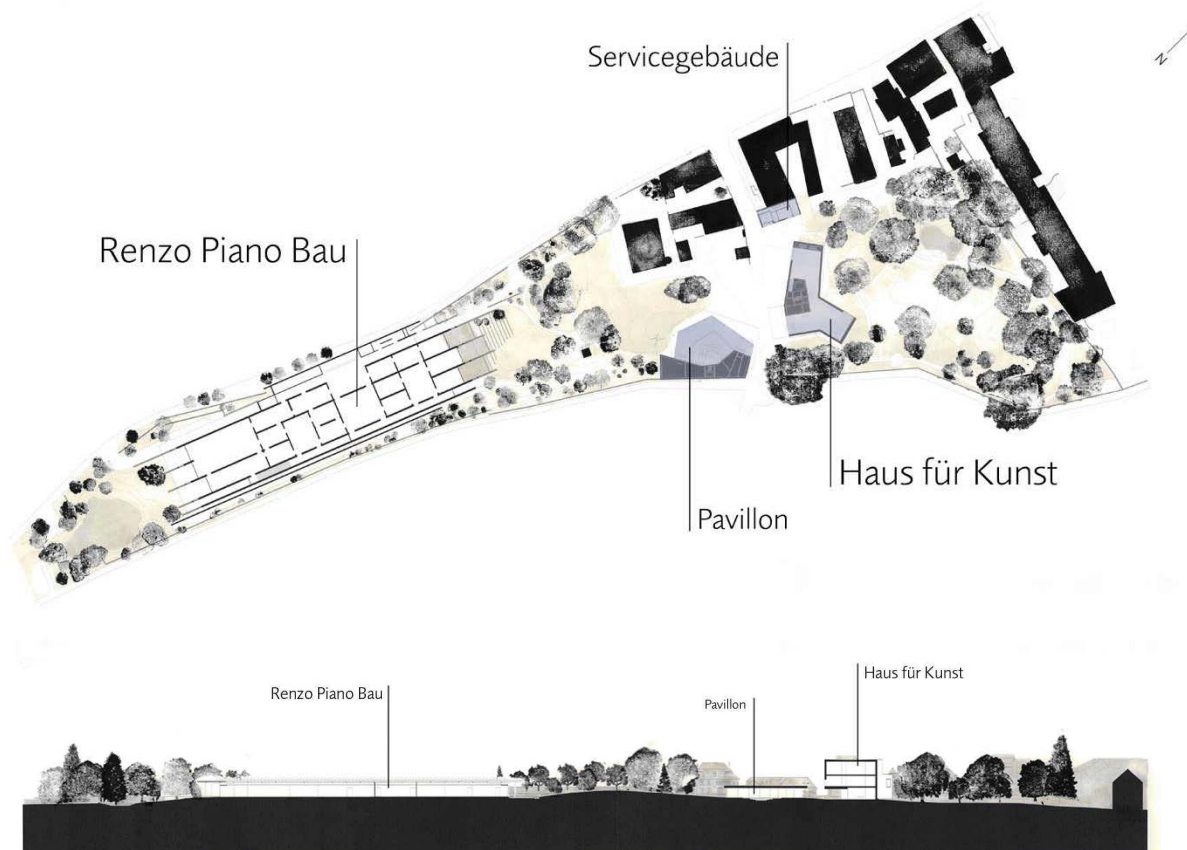 Servicegebäude
N
Renzo Piano Bau
Haus für Kunst
Pavillon
Haus für Kunst
Renzo Piano Bau
Pavillon